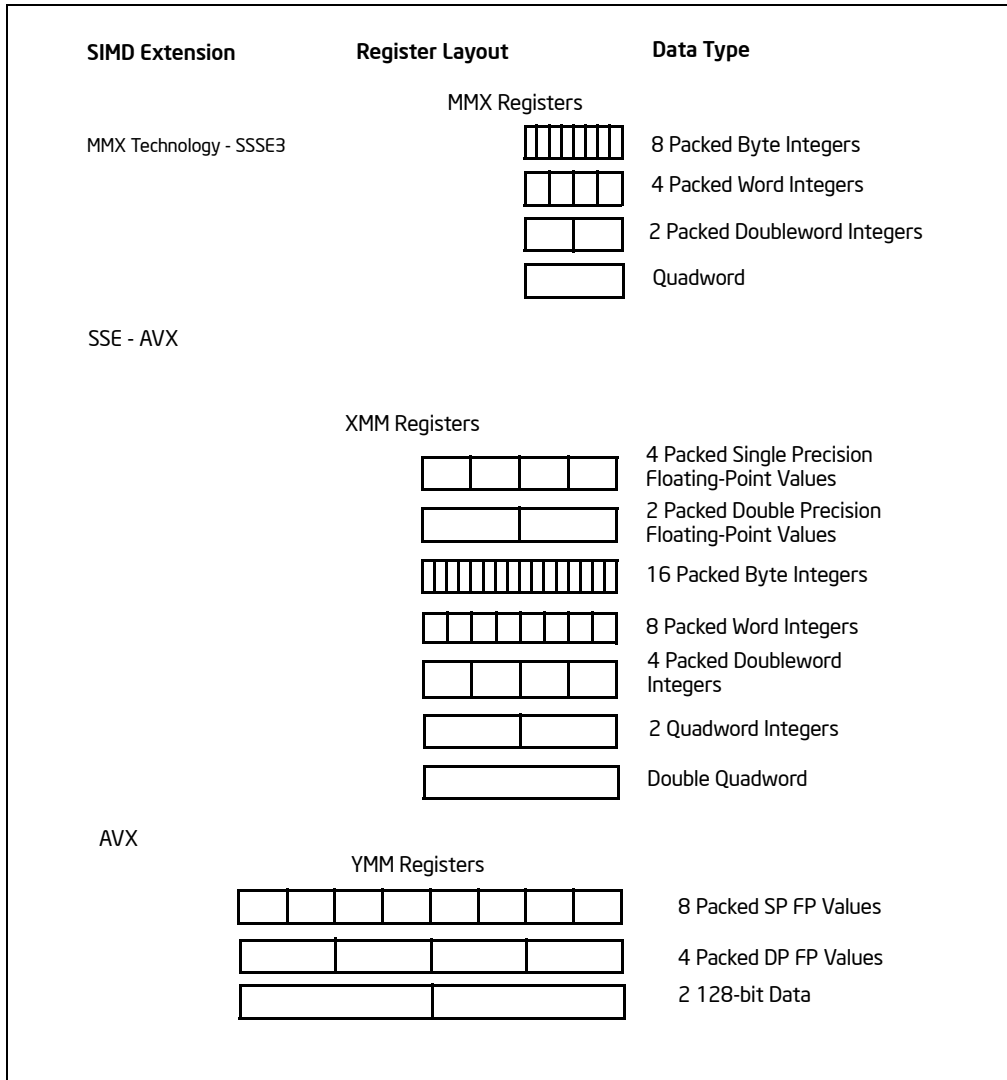 SIMD Extension Register Layout Data Type
MMX Registers
MMX Technology - SSSE3 8 Packed Byte Integers
4 Packed Word Integers
2 Packed Doubleword Integers
Quadword
SSE - AVX
XMM Registers
4 Packed Single Precision
Floating-Point Values
2 Packed Double Precision
Floating-Point Values
16 Packed Byte Integers
8 Packed Word Integers
4 Packed Doubleword
Integers
2 Quadword Integers
Double Quadword
AVX
YMM Registers
8 Packed SP FP Values
4 Packed DP FP Values
2 128-bit Data